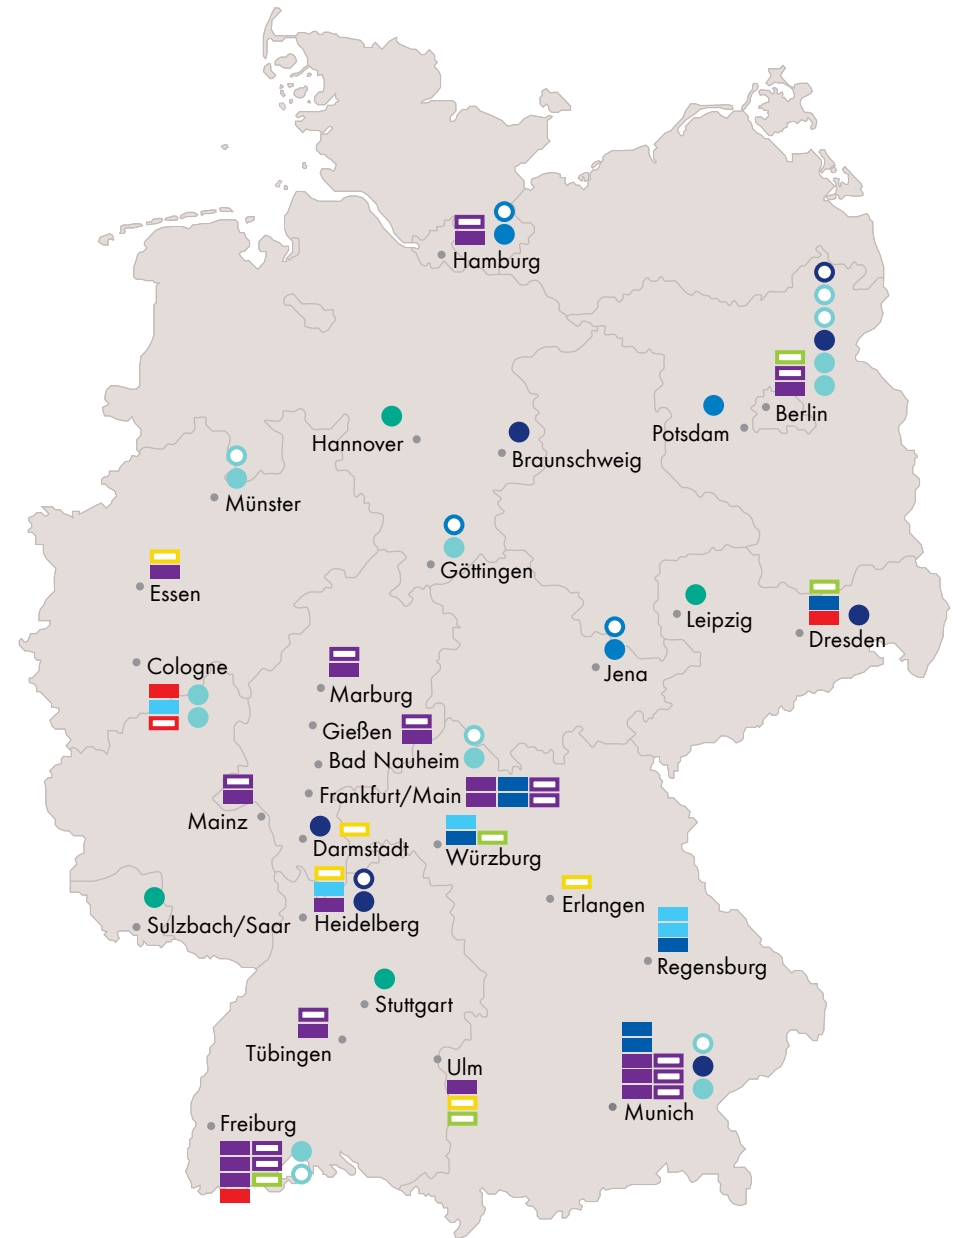 Hamburg
Berlin
Hannover
Potsdam
Braunschweig
Münster
Göttingen
Essen
Leipzig
Dresden
Cologne
Jena
Marburg
Gießen
Bad Nauheim
Frankfurt/Main
Mainz
Darmstadt
Würzburg
Erlangen
Sulzbach/Saar
Heidelberg
Regensburg
Stuttgart
Tübingen
Ulm
Munich
Freiburg